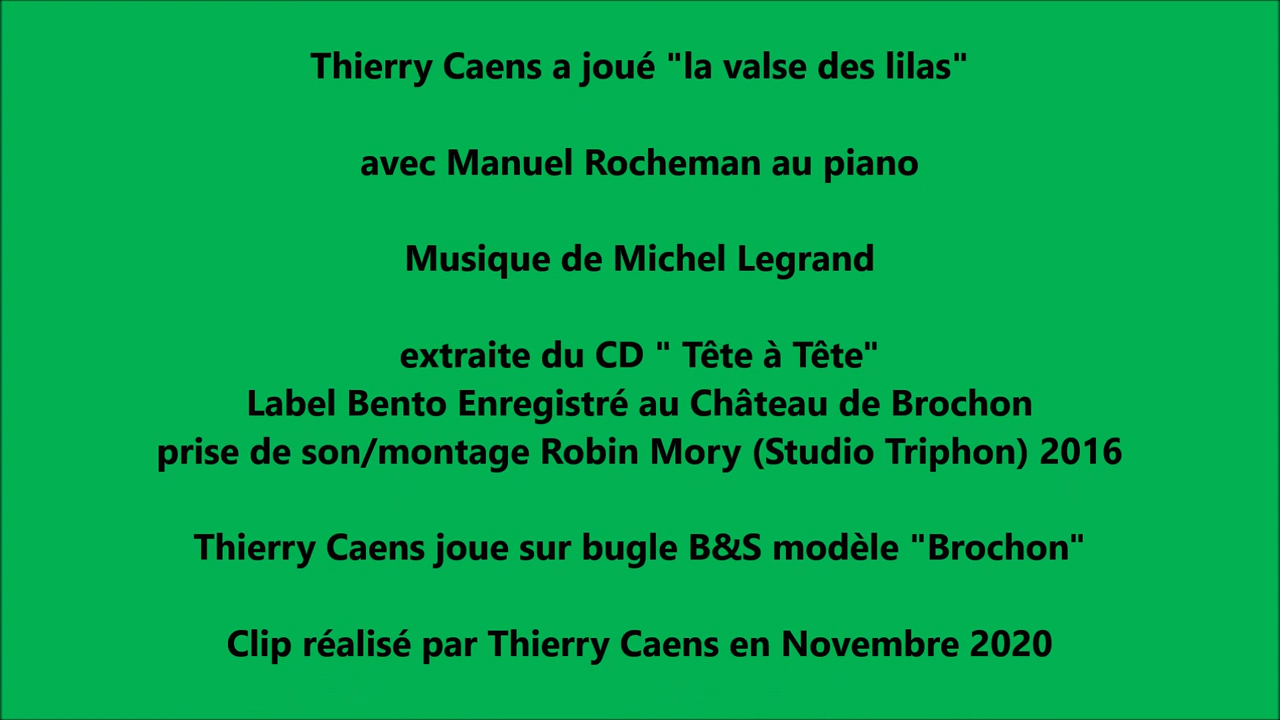 Thierry Caens a joué "la valse des lilas"
avec Manuel Rocheman au piano
Musique de Michel Legrand
extraite du CD " Tête à Tête"
Label Bento Enregistré au Château de Brochon
prise de son/montage Robin Mory (Studio Triphon) 2016
Thierry Caens joue sur bugle B&S modèle "Brochon"
Clip réalisé par Thierry Caens en Novembre 2020